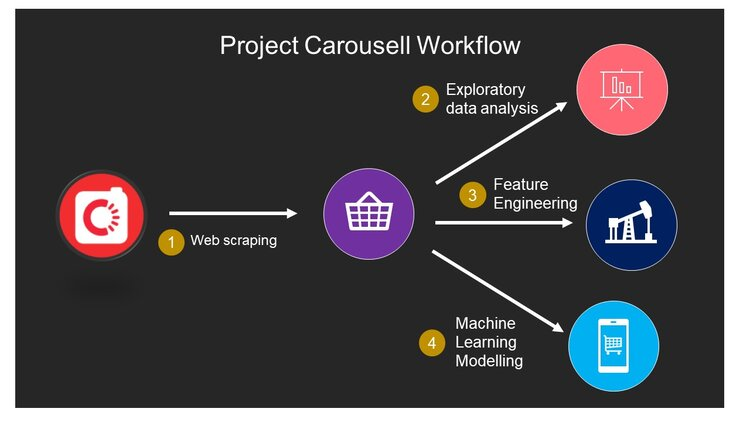 Project Carousell Workflow
2
Exploratory
data analysis
3
Feature
Engineering
1
Web scraping
4
Machine
Learning
Modelling